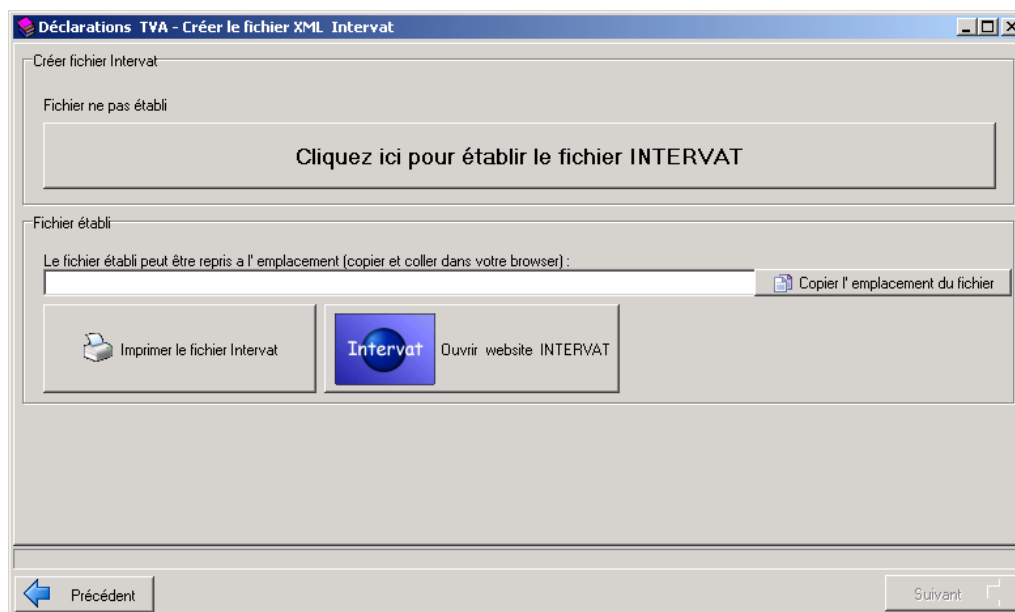 Déclarations TVA - Créer le fichier XML Intervat
Créer fichier Intervat
Fichier ne pas établi
Cliquez ici pour établir le fichier INTERVAT
Fichier établi
Le fichier établi peut être repris a l' emplacement (copier et coller dans votre browser) :
Copier l' emplacement du fichier
Imprimer le fichier Intervat
Intervat Ouvrir website INTERVAT
Précédent
Suivant